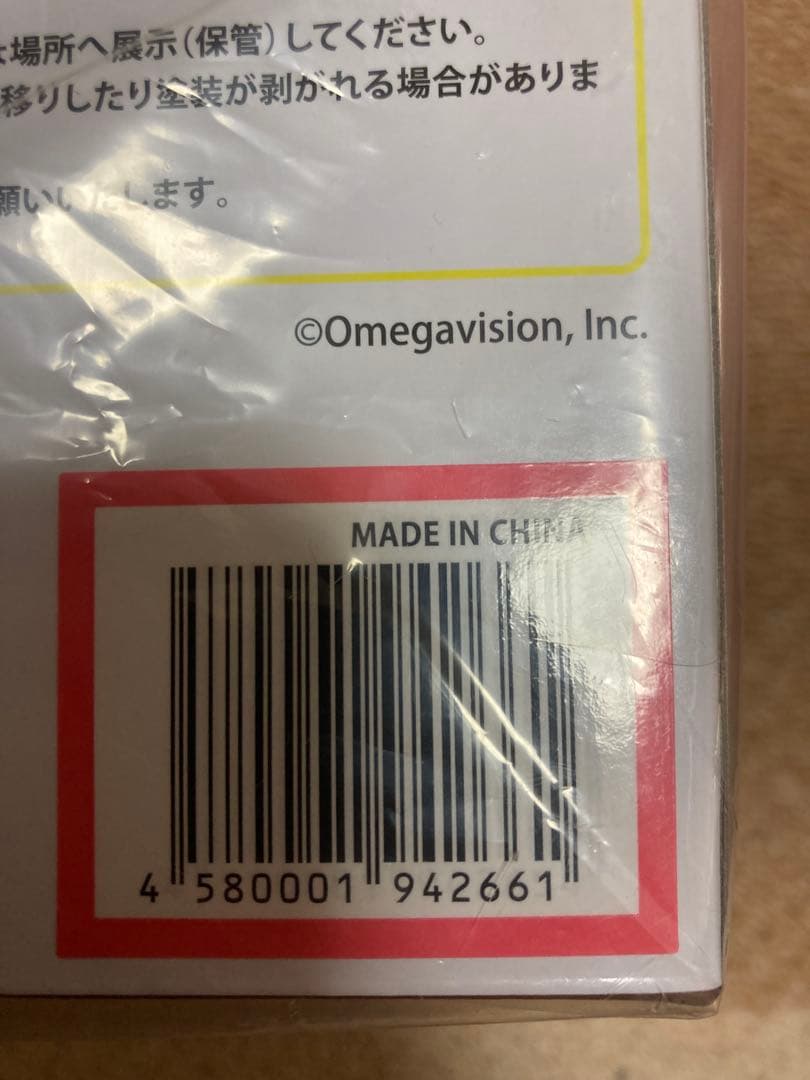 場所へ展示(保管)してください。
移りしたり塗装が剥がれる場合がありま
願いいたします。
©Omegavision, Inc.
MADE IN CHINA
4 580001 942661